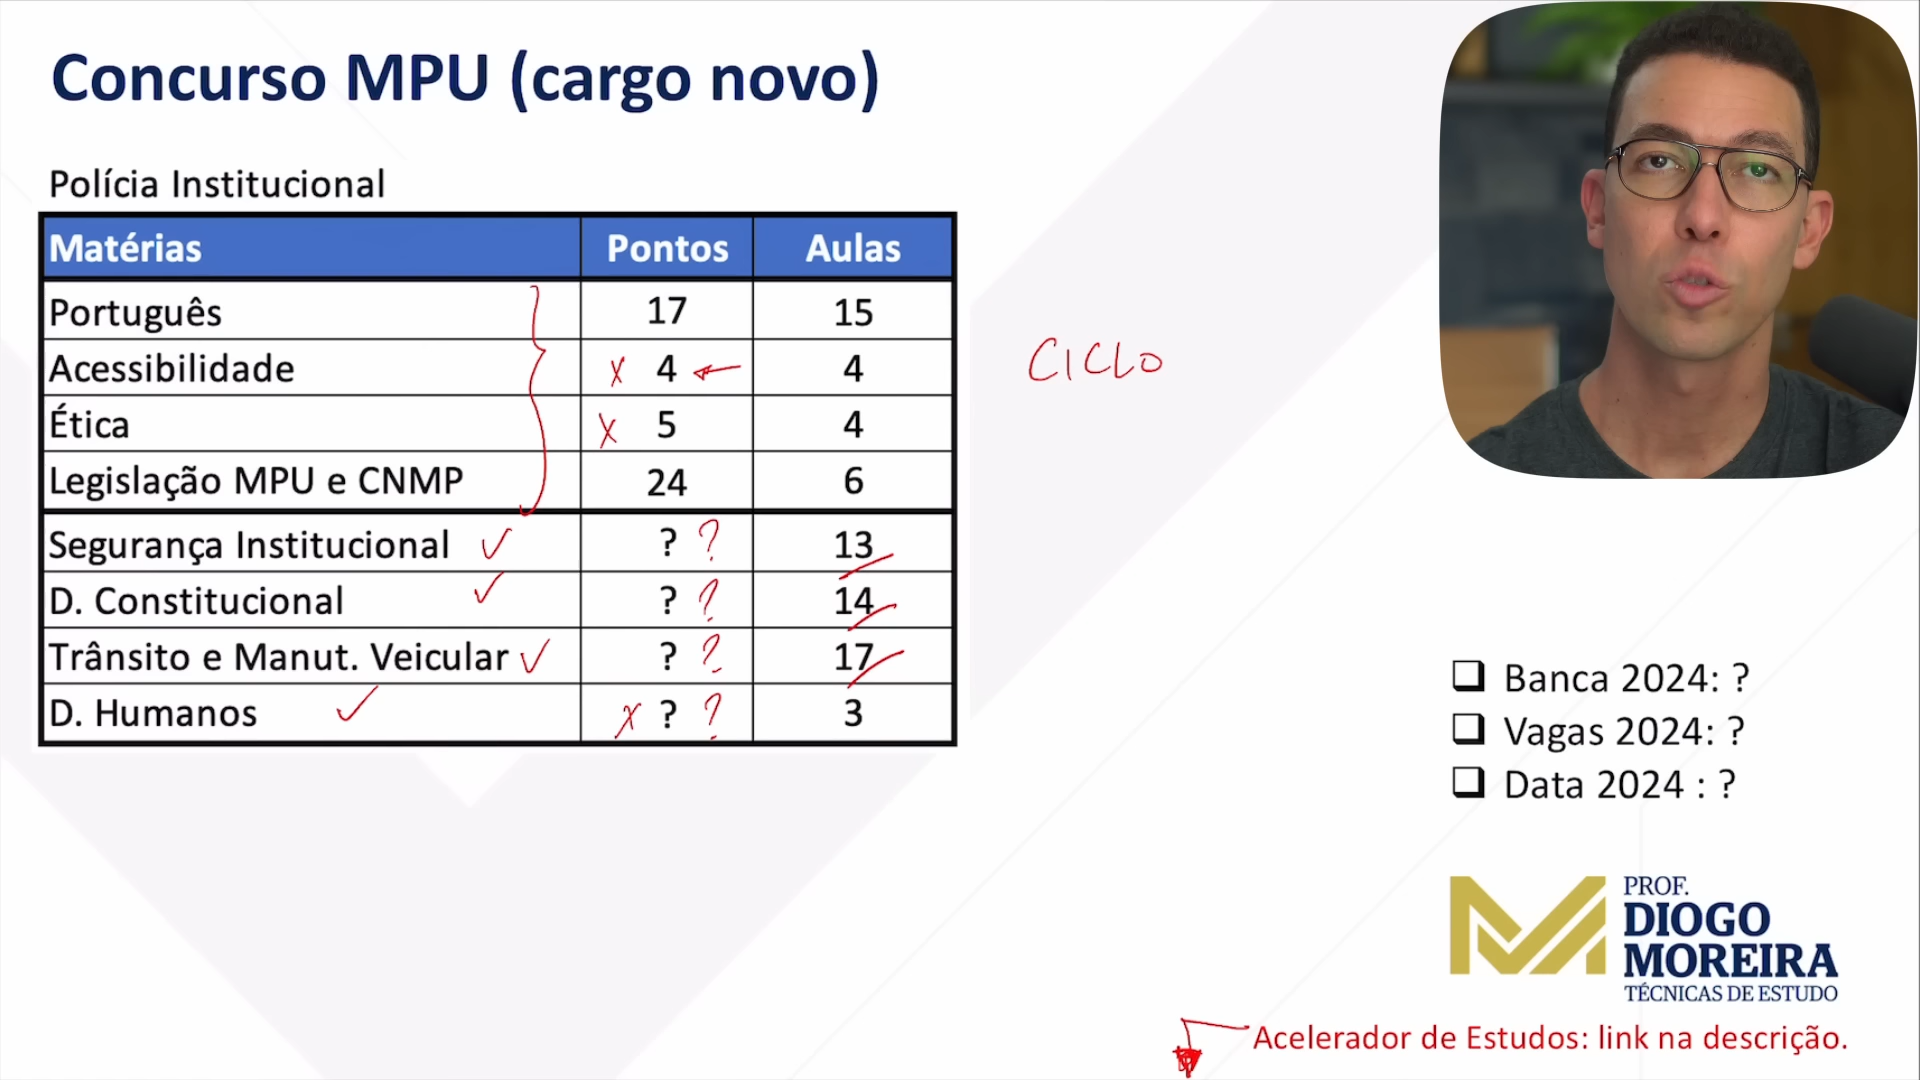 Concurso MPU (cargo novo)
Polícia Institucional
Matérias Pontos Aulas
Português 17 15
Acessibilidade x 4 4
Ética x 5 4
Legislação MPU e CNMP 24 6
Segurança Institucional ? ? 13
D. Constitucional ? ? 14
Trânsito e Manut. Veicular ? ? 17
D. Humanos x ? ? 3
CICLO
Banca 2024: ?
Vagas 2024: ?
Data 2024 : ?
PROF.
DIOGO
MOREIRA
TÉCNICAS DE ESTUDO
Acelerador de Estudos: link na descrição.